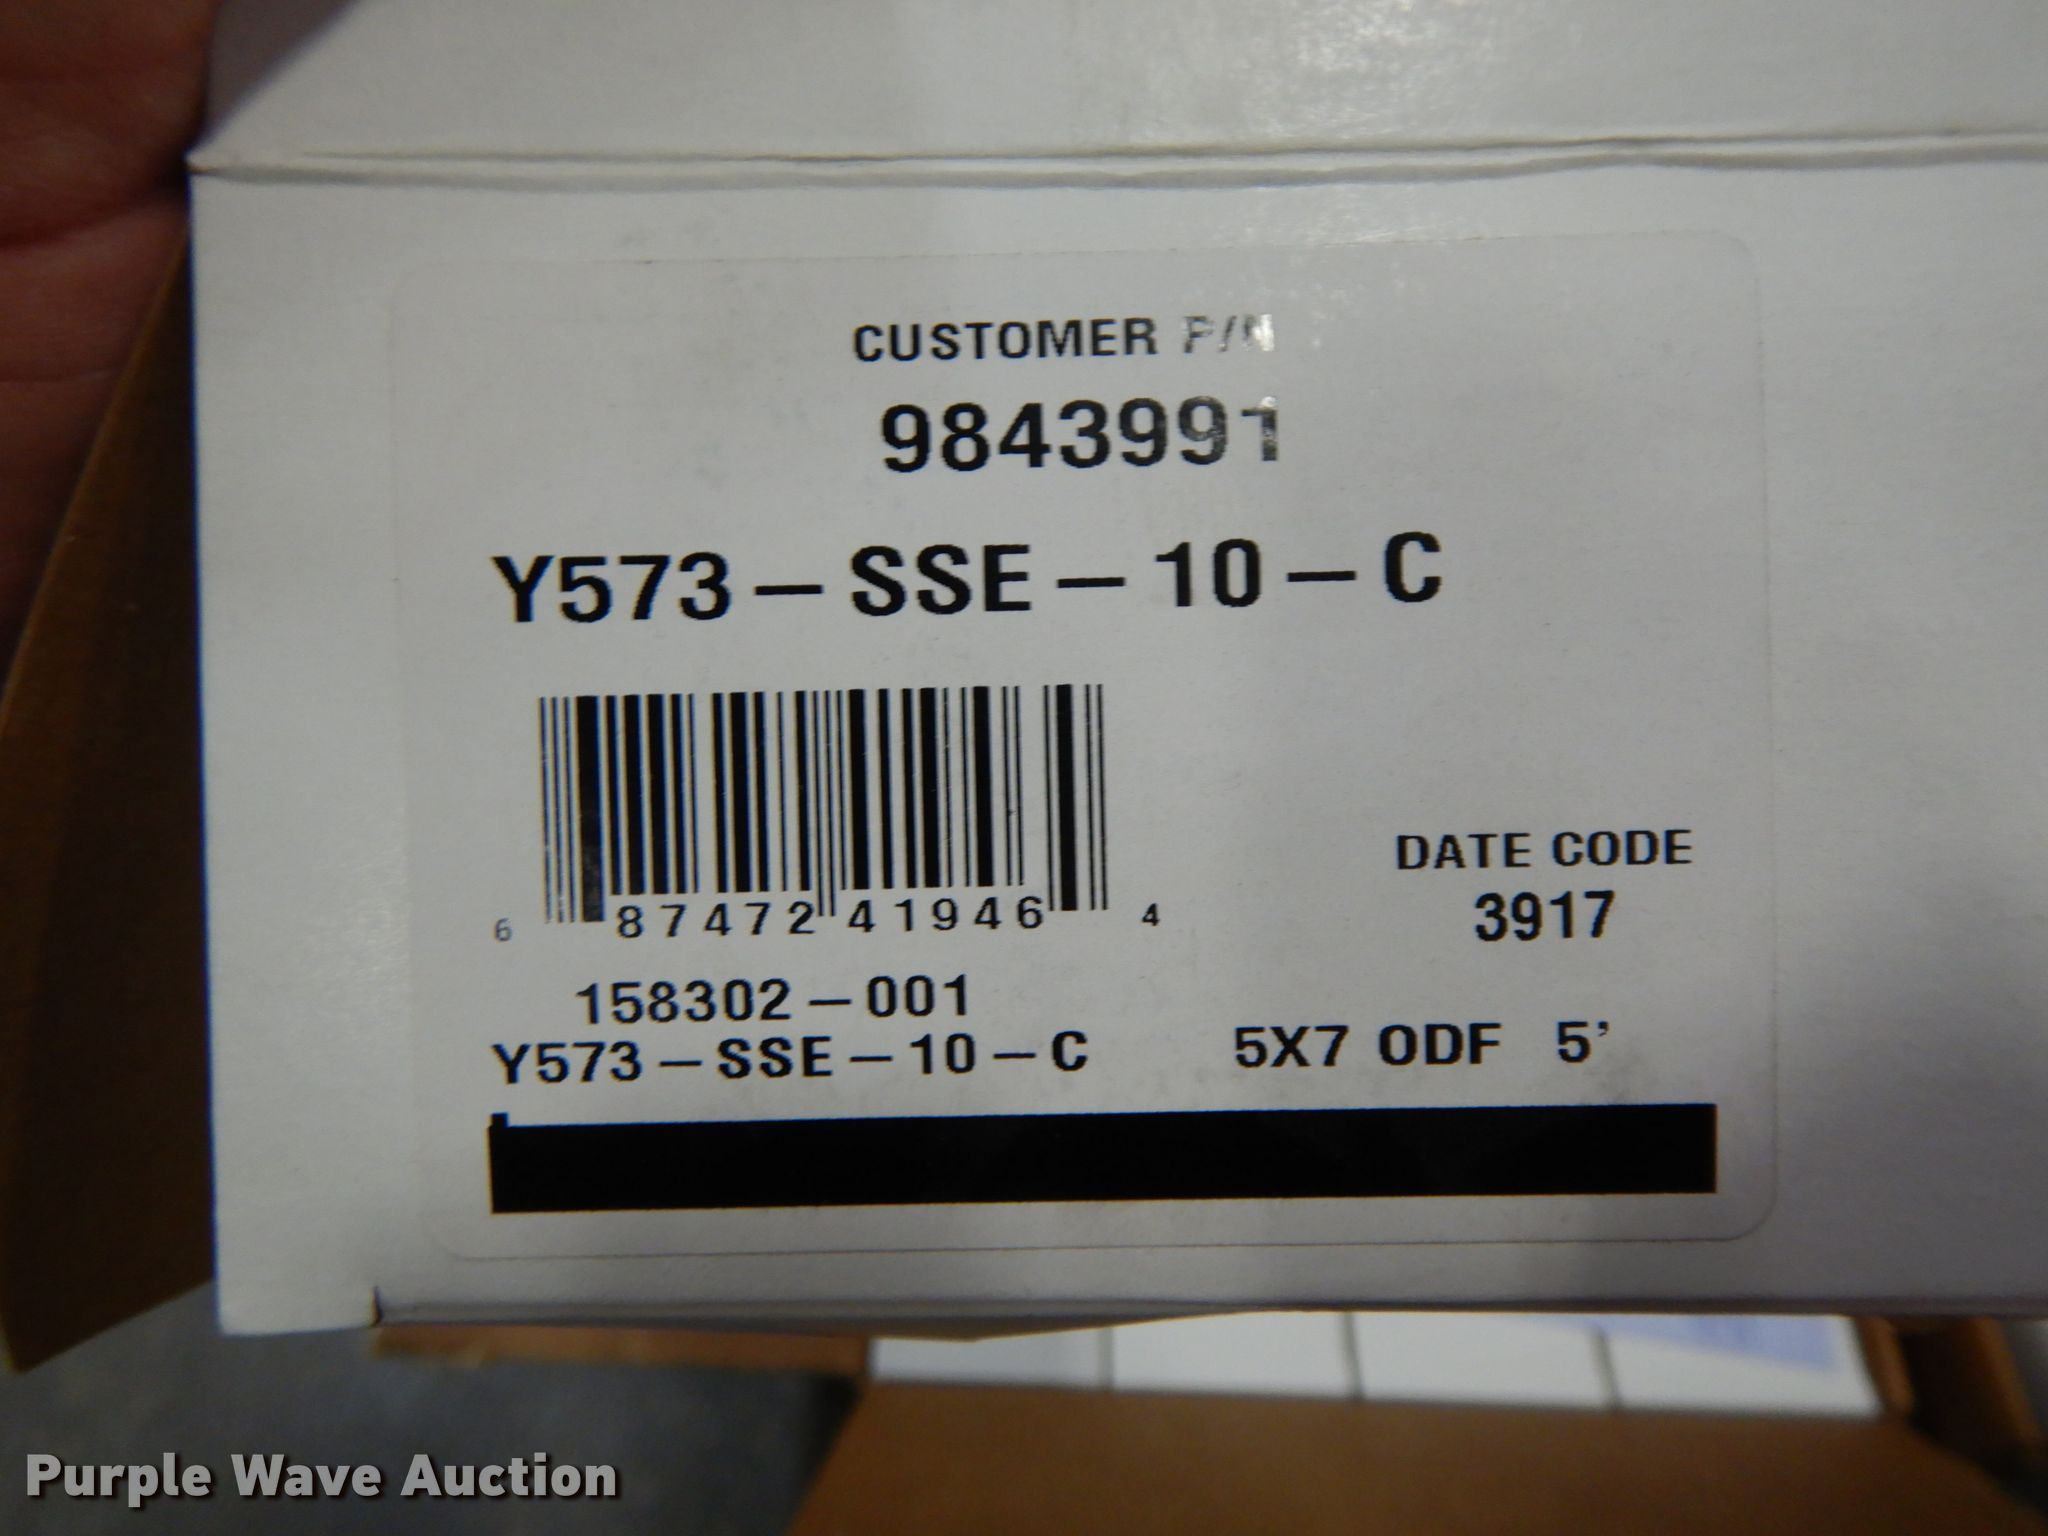 CUSTOMER P/N
9843991
Y573-SSE-10-C
6 87472 41946 4
DATE CODE
3917
158302-001
Y573-SSE-10-C 5X7 ODF 5'
Purple Wave Auction